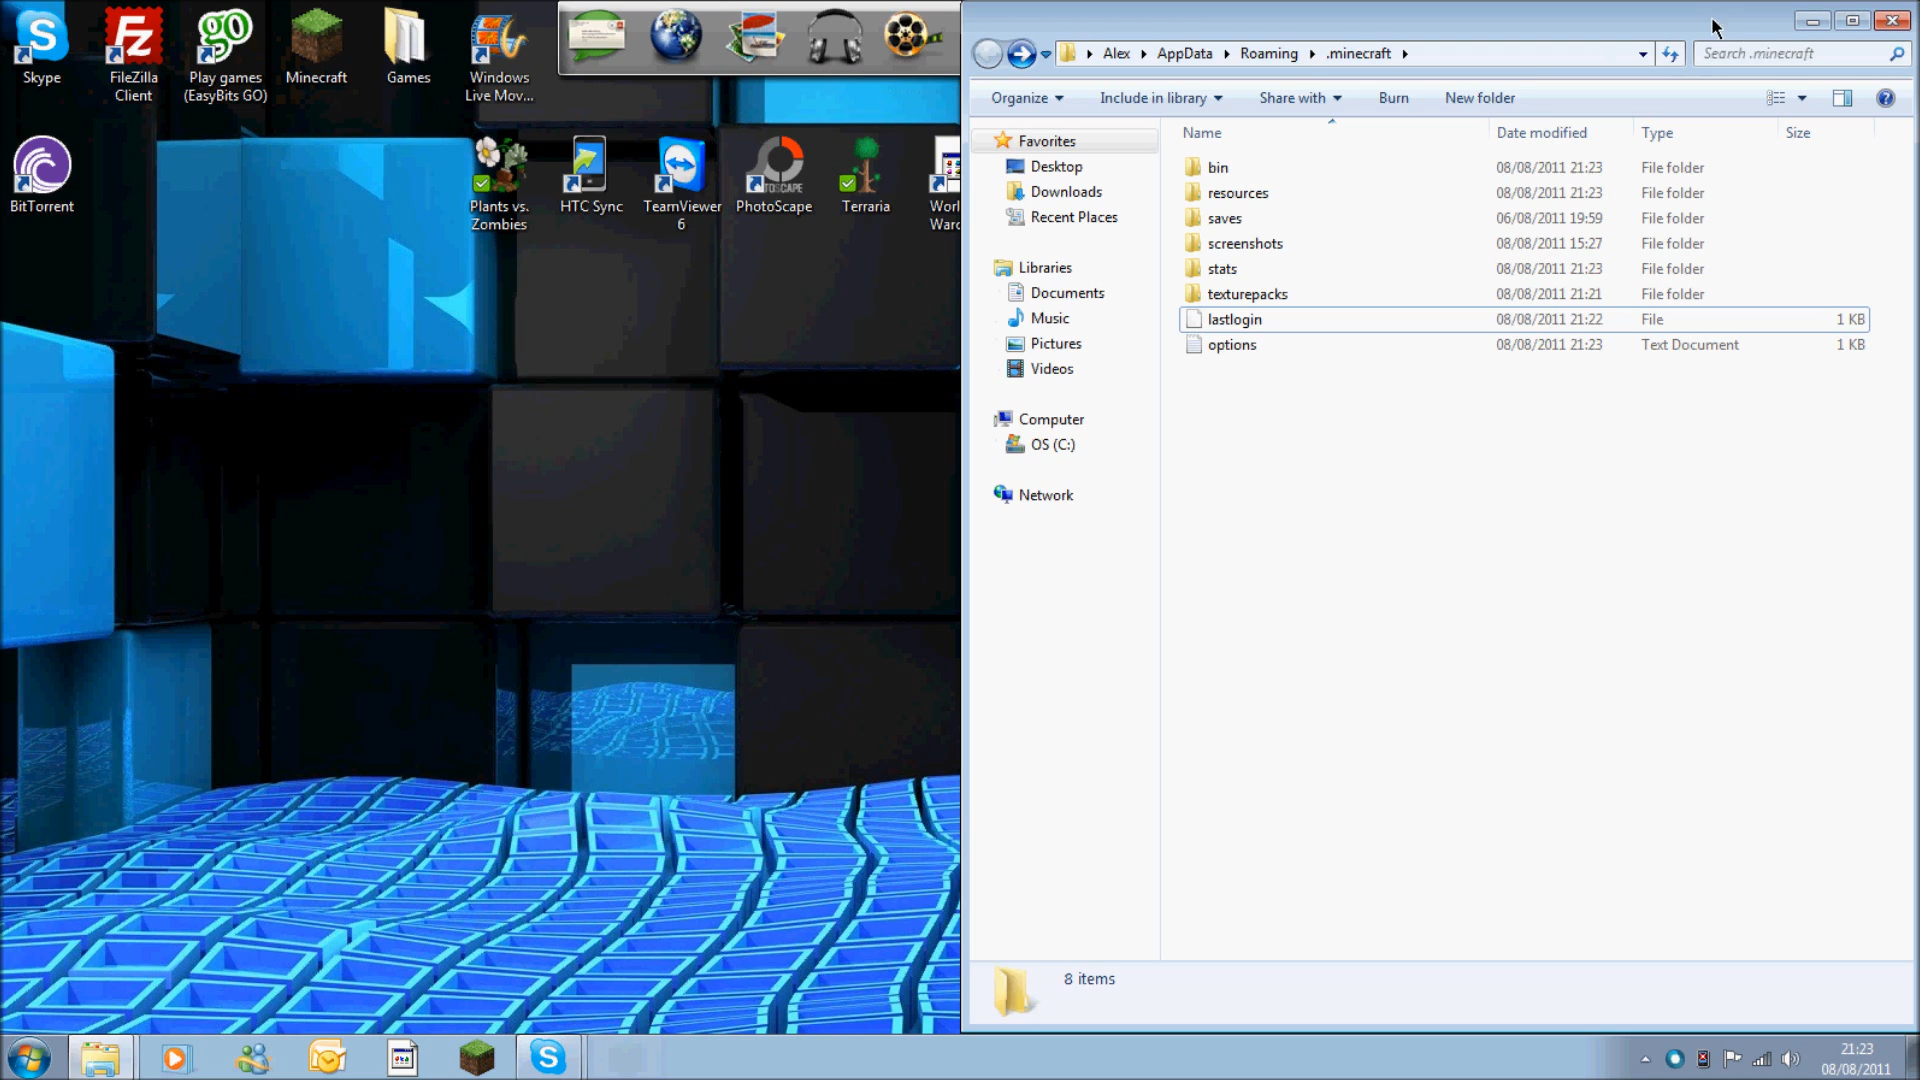 Skype
FileZilla
Client
Play games
(EasyBits GO)
Minecraft
Games
Windows
Live Mov...
BitTorrent
Plants vs.
Zombies
HTC Sync
TeamViewer
6
PhotoScape
Terraria
Alex
AppData
Roaming
.minecraft
Search .minecraft
Organize
Include in library
Share with
Burn
New folder
Name Date modified Type Size
Favorites
Desktop
Downloads
Recent Places
Libraries
Documents
Music
Pictures
Videos
Computer
OS (C:)
Network
bin 08/08/2011 21:23 File folder
resources 08/08/2011 21:23 File folder
saves 06/08/2011 19:59 File folder
screenshots 08/08/2011 15:27 File folder
stats 08/08/2011 21:23 File folder
texturepacks 08/08/2011 21:21 File folder
lastlogin 08/08/2011 21:22 File 1 KB
options 08/08/2011 21:23 Text Document 1 KB
8 items
21:23
08/08/2011